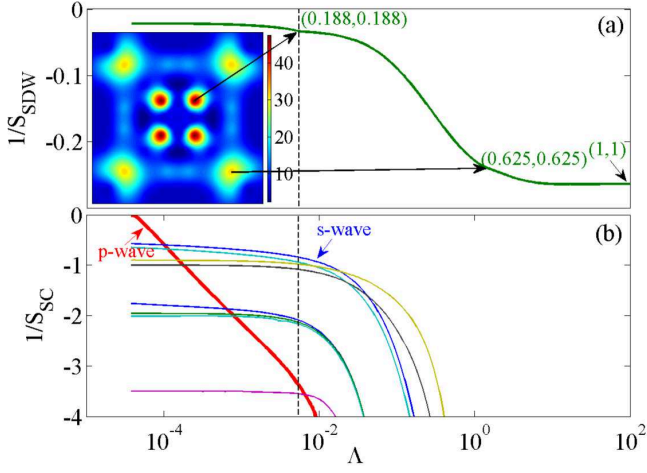 0
(0.188,0.188)
(a)
-0.1
1/S_SDW
40
30
20
10
(0.625,0.625)
(1,1)
-0.2
0
p-wave
s-wave
(b)
-1
1/S_SC
-2
-3
-4
10^-4
10^-2
10^0
10^2
Λ